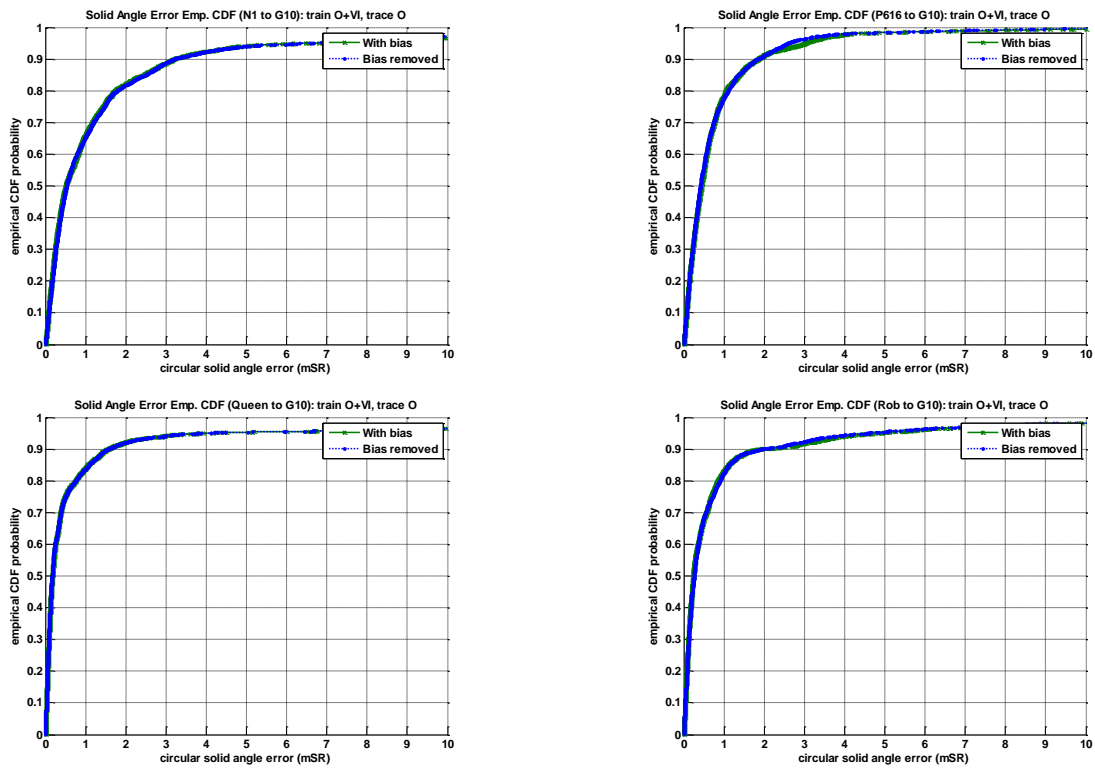 Solid Angle Error Emp. CDF (N1 to G10): train O+VI, trace O
1
0.9
0.8
0.7
0.6
0.5
0.4
0.3
0.2
0.1
0
empirical CDF probability
With bias
Bias removed
0 1 2 3 4 5 6 7 8 9 10
circular solid angle error (mSR)
Solid Angle Error Emp. CDF (P616 to G10): train O+VI, trace O
1
0.9
0.8
0.7
0.6
0.5
0.4
0.3
0.2
0.1
0
empirical CDF probability
With bias
Bias removed
0 1 2 3 4 5 6 7 8 9 10
circular solid angle error (mSR)
Solid Angle Error Emp. CDF (Queen to G10): train O+VI, trace O
1
0.9
0.8
0.7
0.6
0.5
0.4
0.3
0.2
0.1
0
empirical CDF probability
With bias
Bias removed
0 1 2 3 4 5 6 7 8 9 10
circular solid angle error (mSR)
Solid Angle Error Emp. CDF (Rob to G10): train O+VI, trace O
1
0.9
0.8
0.7
0.6
0.5
0.4
0.3
0.2
0.1
0
empirical CDF probability
With bias
Bias removed
0 1 2 3 4 5 6 7 8 9 10
circular solid angle error (mSR)